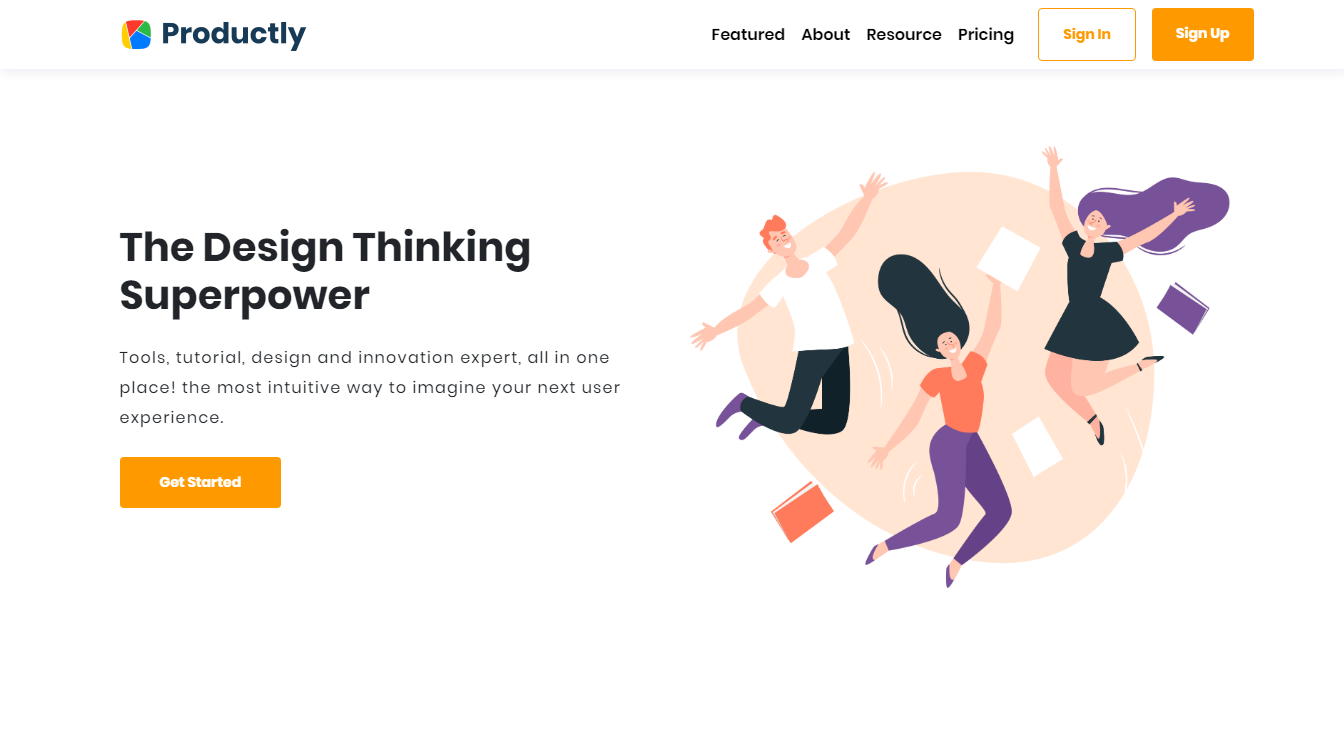 Productly
Featured About Resource Pricing Sign In Sign Up
The Design Thinking
Superpower
Tools, tutorial, design and innovation expert, all in one
place! the most intuitive way to imagine your next user
experience.
Get Started